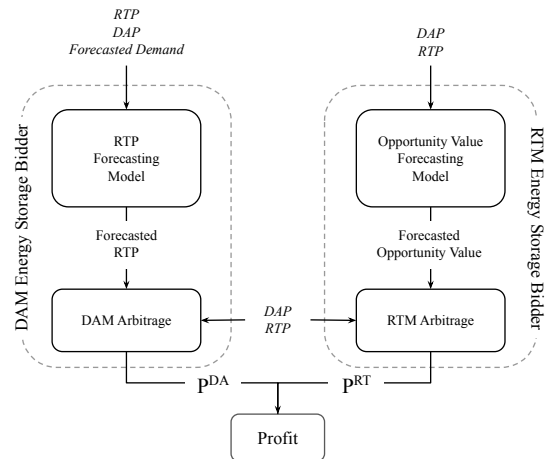 RTP
DAP
Forecasted Demand
DAP
RTP
DAM Energy Storage Bidder
RTP
Forecasting
Model
Forecasted
RTP
DAM Arbitrage
DAP
RTP
Opportunity Value
Forecasting
Model
Forecasted
Opportunity Value
RTM Arbitrage
RTM Energy Storage Bidder
P^DA
P^RT
Profit